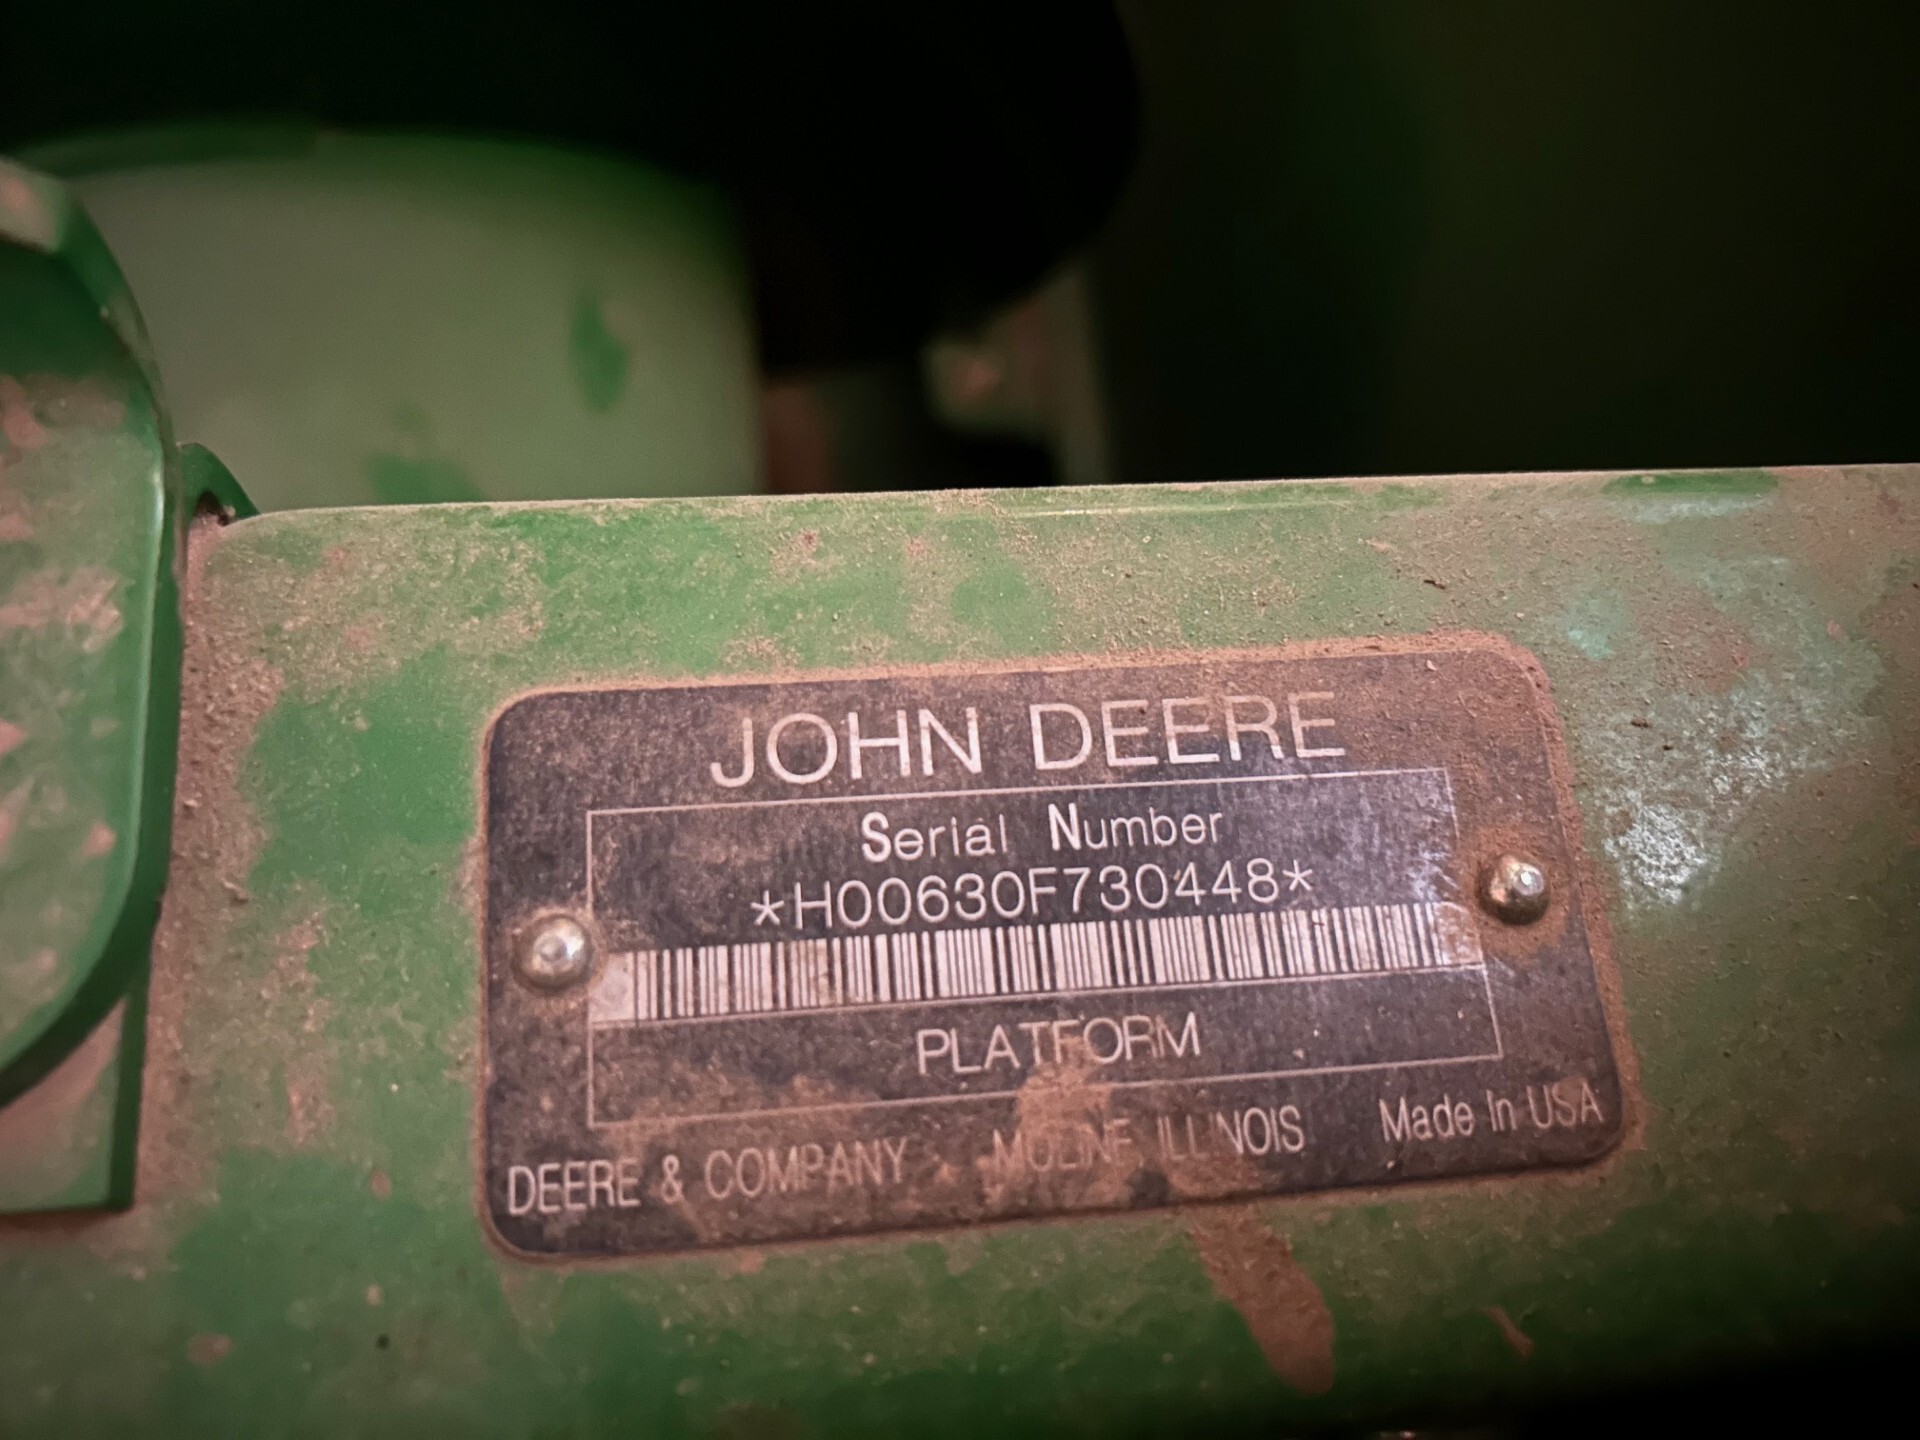 JOHN DEERE
Serial Number
*H00630F730448*
PLATFORM
DEERE & COMPANY MOLINE ILLINOIS Made In USA